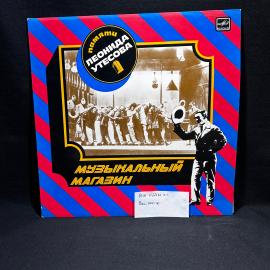 ПАМЯТИ
ЛЕОНИДА
УТЕСОВА
1
МУЗЫКАЛЬНЫЙ
МАГАЗИН